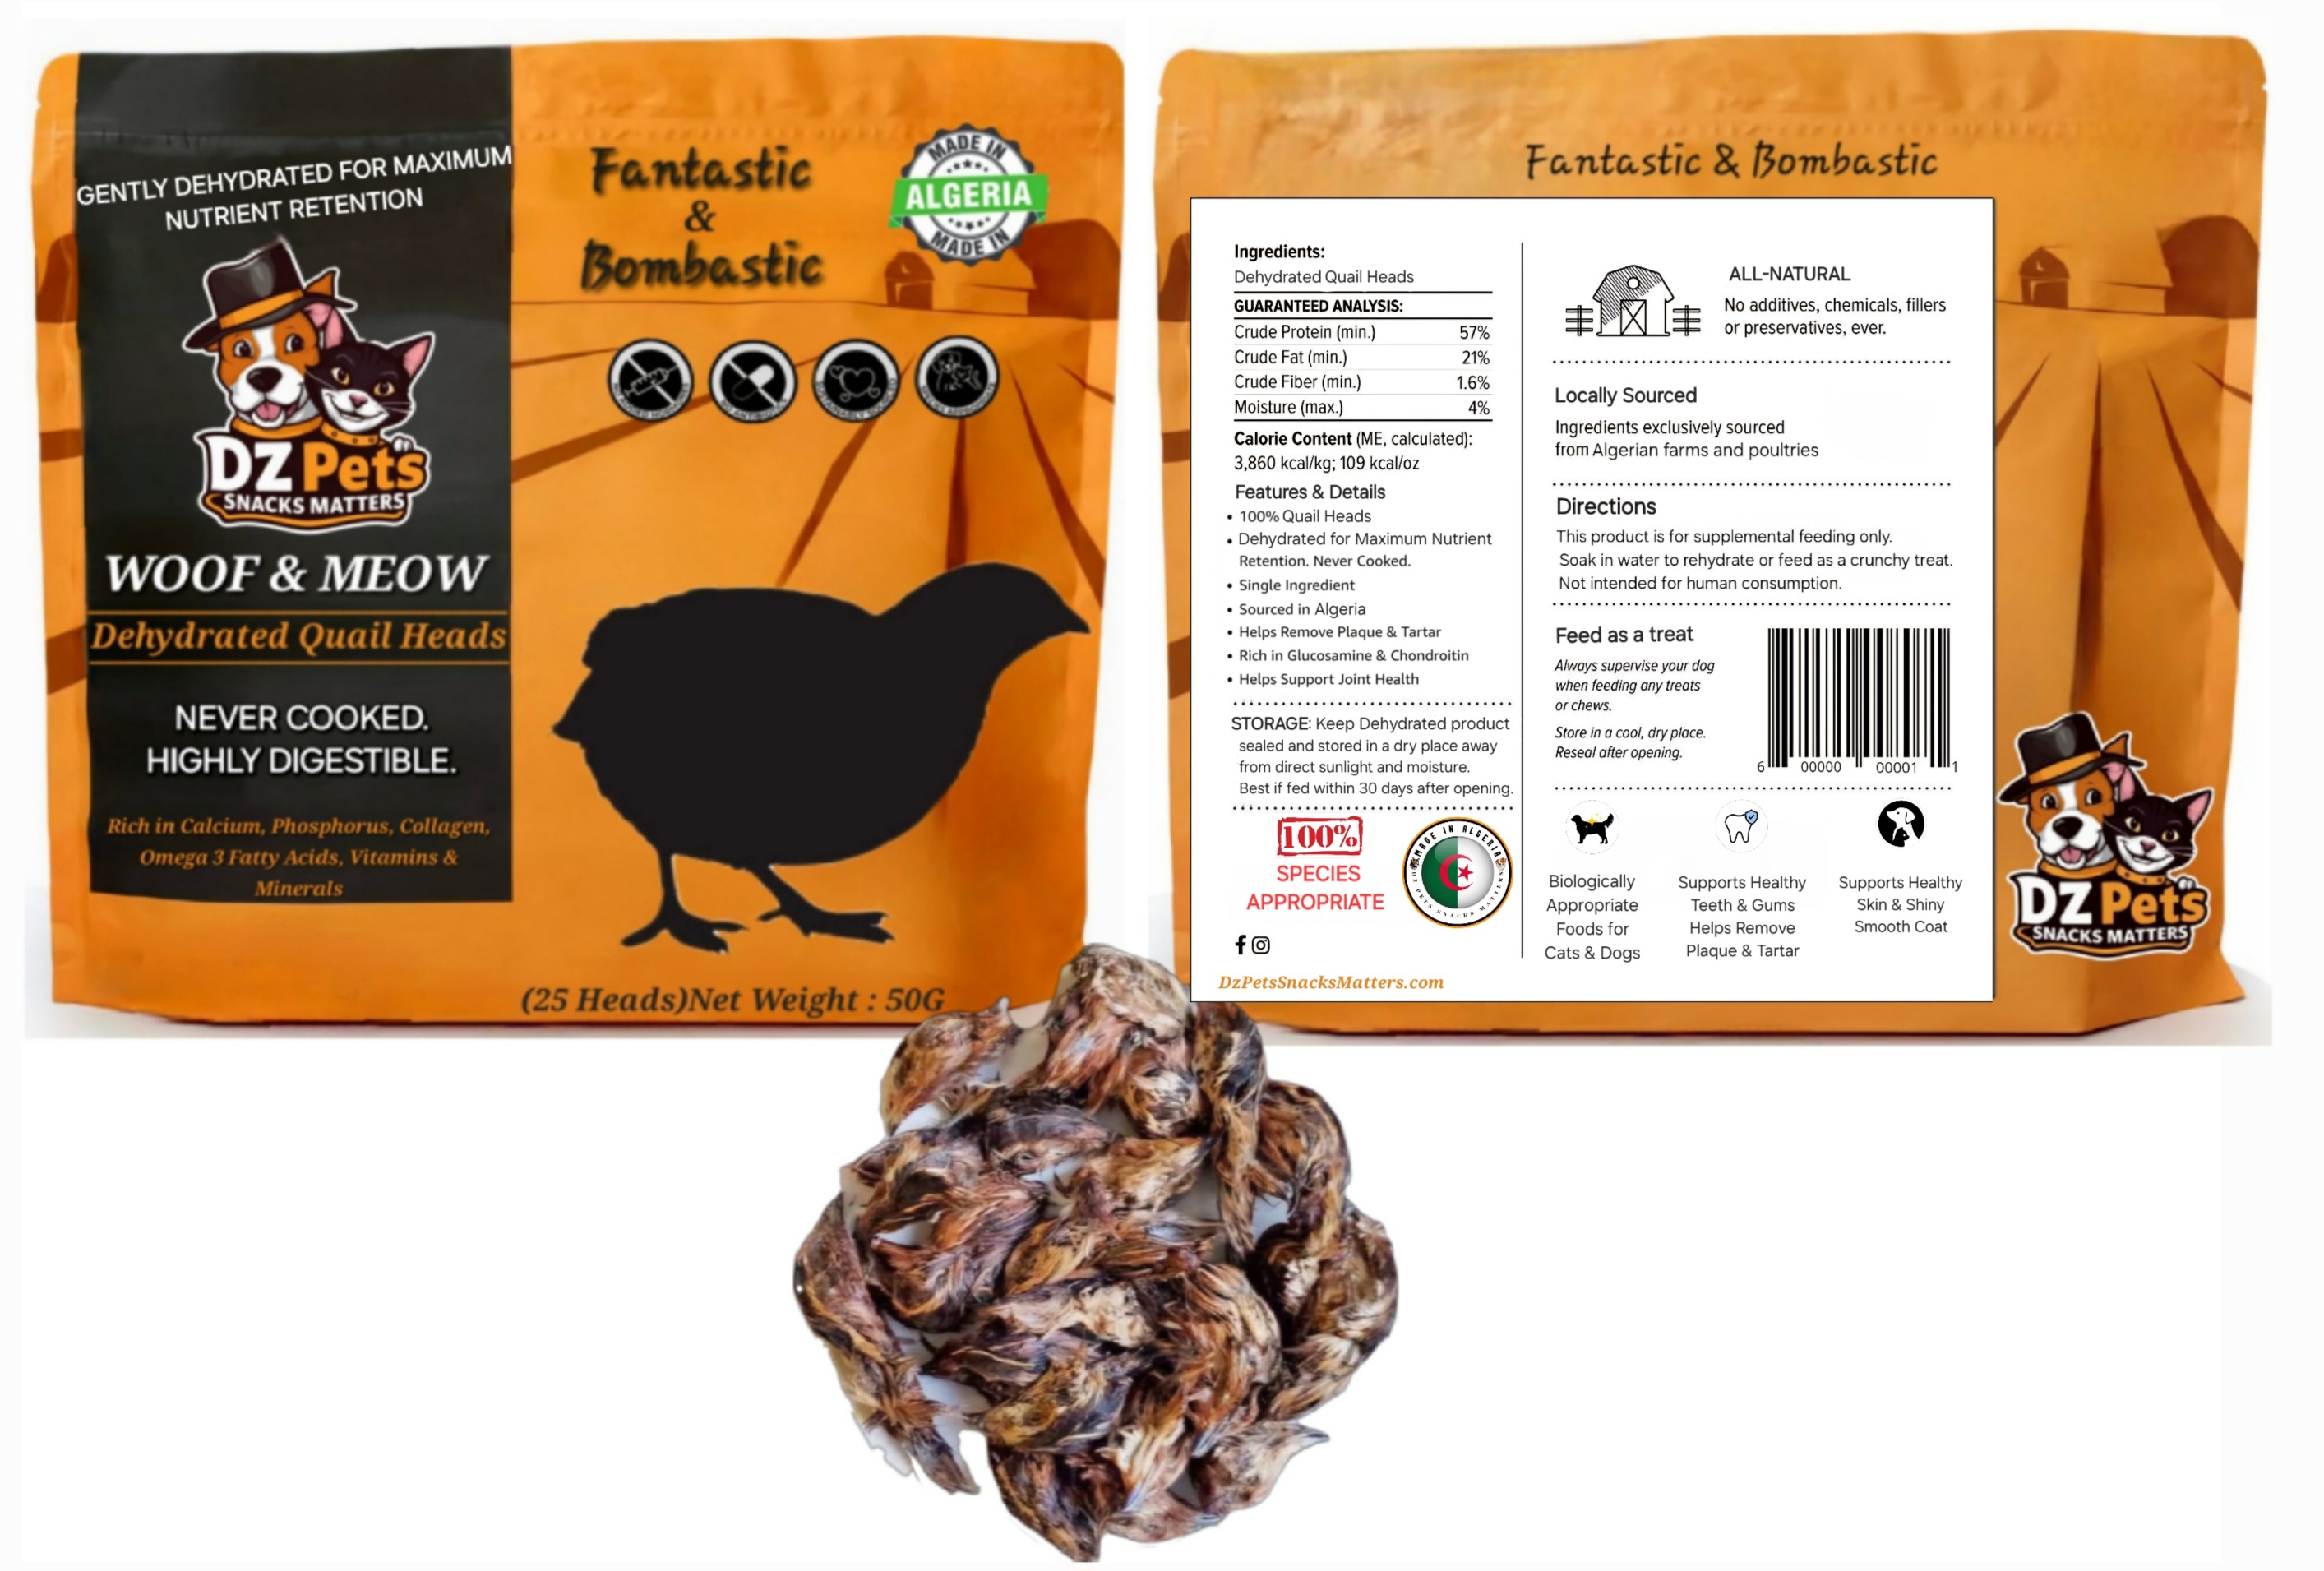 GENTLY DEHYDRATED FOR MAXIMUM
NUTRIENT RETENTION
DZ Pets
SNACKS MATTERS
WOOF & MEOW
Dehydrated Quail Heads
NEVER COOKED.
HIGHLY DIGESTIBLE.
Rich in Calcium, Phosphorus, Collagen,
Omega 3 Fatty Acids, Vitamins &
Minerals
Fantastic
&
Bombastic
MADE IN
ALGERIA
MADE IN
(25 Heads)Net Weight : 50G
Fantastic & Bombastic
Ingredients:
Dehydrated Quail Heads
GUARANTEED ANALYSIS:
Crude Protein (min.) 57%
Crude Fat (min.) 21%
Crude Fiber (min.) 1.6%
Moisture (max.) 4%
Calorie Content (ME, calculated):
3,860 kcal/kg; 109 kcal/oz
Features & Details
• 100% Quail Heads
• Dehydrated for Maximum Nutrient
Retention. Never Cooked.
• Single Ingredient
• Sourced in Algeria
• Helps Remove Plaque & Tartar
• Rich in Glucosamine & Chondroitin
• Helps Support Joint Health
STORAGE: Keep Dehydrated product
sealed and stored in a dry place away
from direct sunlight and moisture.
Best if fed within 30 days after opening.
100%
SPECIES
APPROPRIATE
MADE IN ALGERIA
DZ PETS SNACKS MATTERS
DzPetsSnacksMatters.com
ALL-NATURAL
No additives, chemicals, fillers
or preservatives, ever.
Locally Sourced
Ingredients exclusively sourced
from Algerian farms and poultries
Directions
This product is for supplemental feeding only.
Soak in water to rehydrate or feed as a crunchy treat.
Not intended for human consumption.
Feed as a treat
Always supervise your dog
when feeding any treats
or chews.
Store in a cool, dry place.
Reseal after opening.
6 00000 00001 1
Biologically
Appropriate
Foods for
Cats & Dogs
Supports Healthy
Teeth & Gums
Helps Remove
Plaque & Tartar
Supports Healthy
Skin & Shiny
Smooth Coat
DZ Pets
SNACKS MATTERS